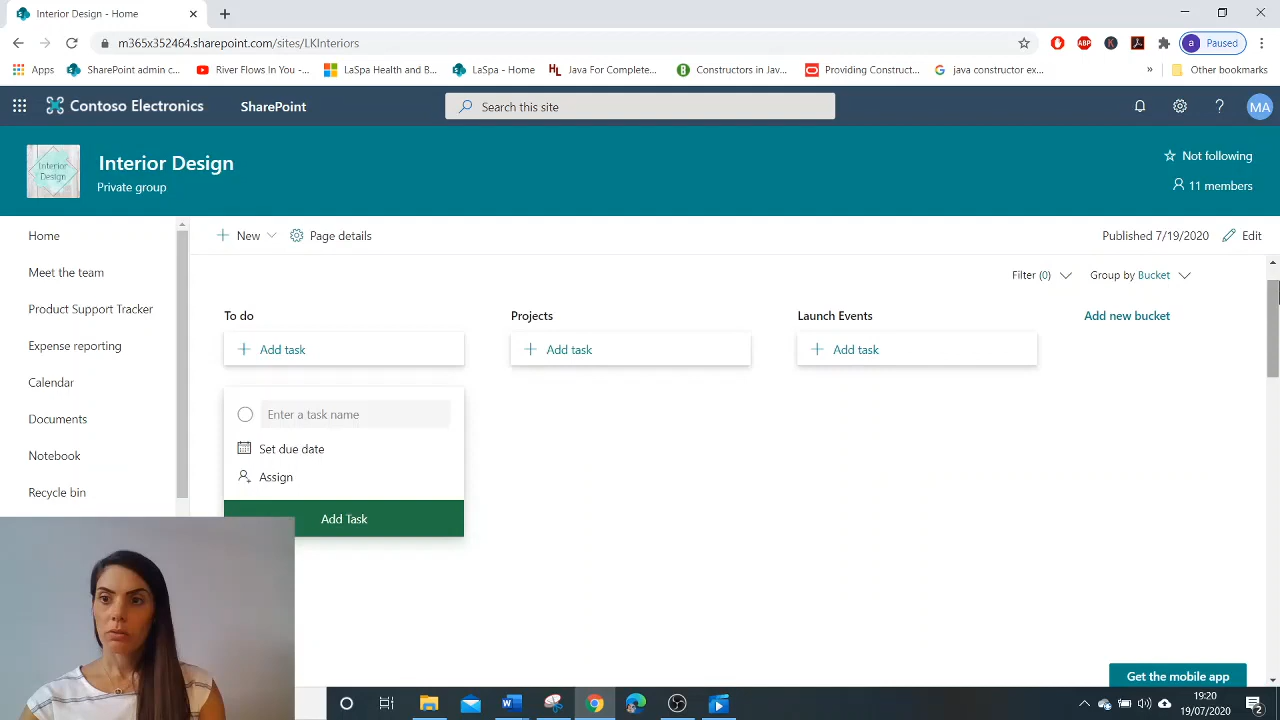 Interior Design - Home
m365x352464.sharepoint.com/sites/LKInteriors
Paused
Apps
SharePoint admin c...
River Flows In You -...
LaSpa Health and B...
LaSpa - Home
Java For Complete...
Constructors in Jav...
Providing Construct...
java constructor ex...
Other bookmarks
Contoso Electronics
SharePoint
Search this site
MA
Interior Design
Interior Design
Private group
Not following
11 members
Home
Meet the team
Product Support Tracker
Expense reporting
Calendar
Documents
Notebook
Recycle bin
New
Page details
Published 7/19/2020
Edit
Filter (0)
Group by Bucket
To do
Projects
Launch Events
Add new bucket
Add task
Add task
Add task
Enter a task name
Set due date
Assign
Add Task
Get the mobile app
19:20
19/07/2020
2